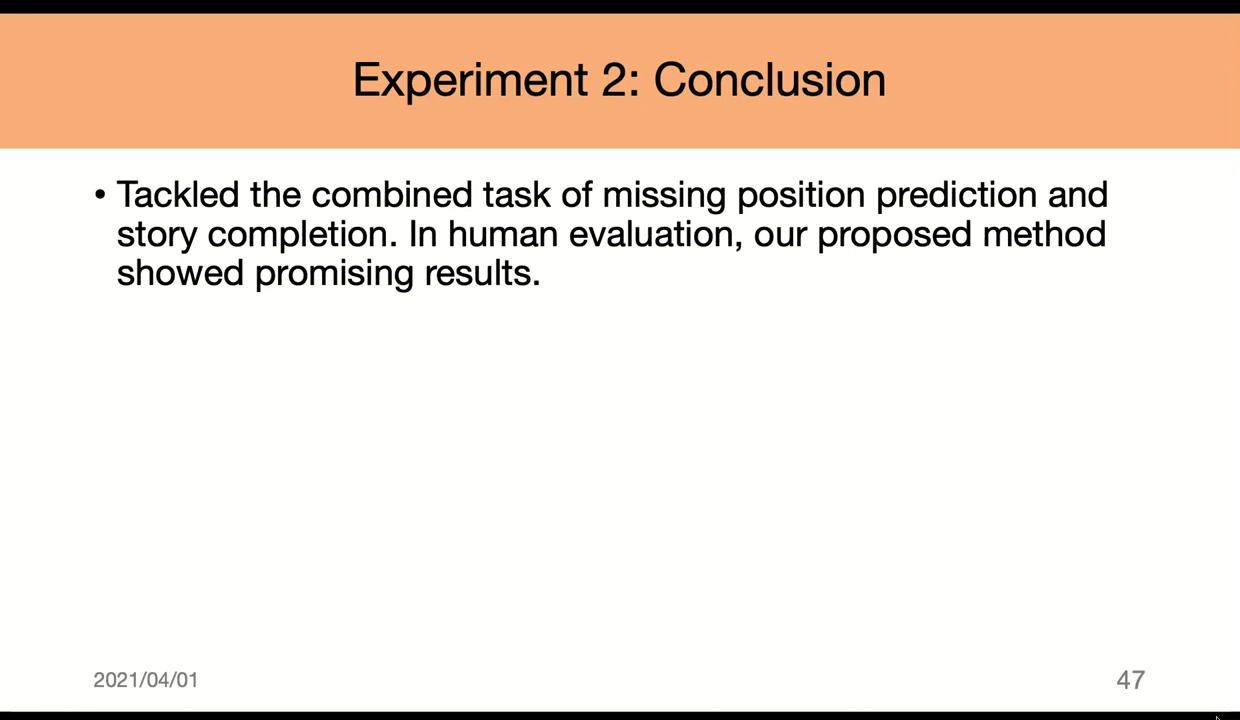 Experiment 2: Conclusion
• Tackled the combined task of missing position prediction and
story completion. In human evaluation, our proposed method
showed promising results.
2021/04/01
47